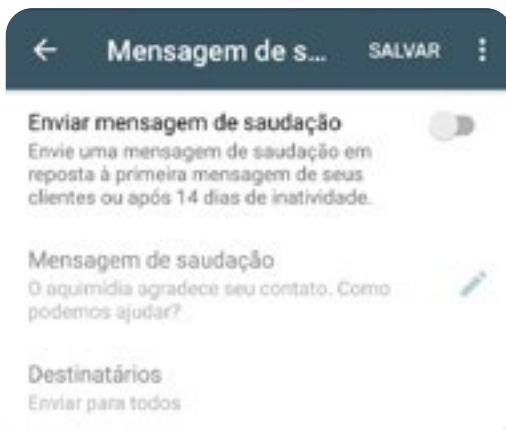 Mensagem de s... SALVAR
Enviar mensagem de saudação
Envie uma mensagem de saudação em
reposta à primeira mensagem de seus
clientes ou após 14 dias de inatividade.
Mensagem de saudação
O aquimídia agradece seu contato. Como
podemos ajudar?
Destinatários
Enviar para todos